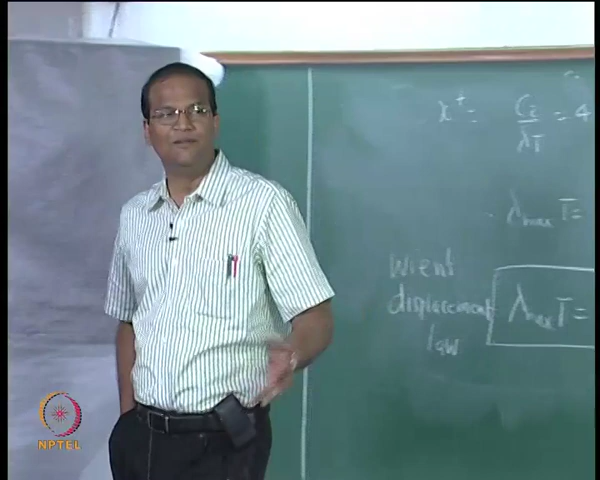 x⁺ = C₂/λT = 4
λmax T =
Wient
displacement
law
λmax T =
NPTEL